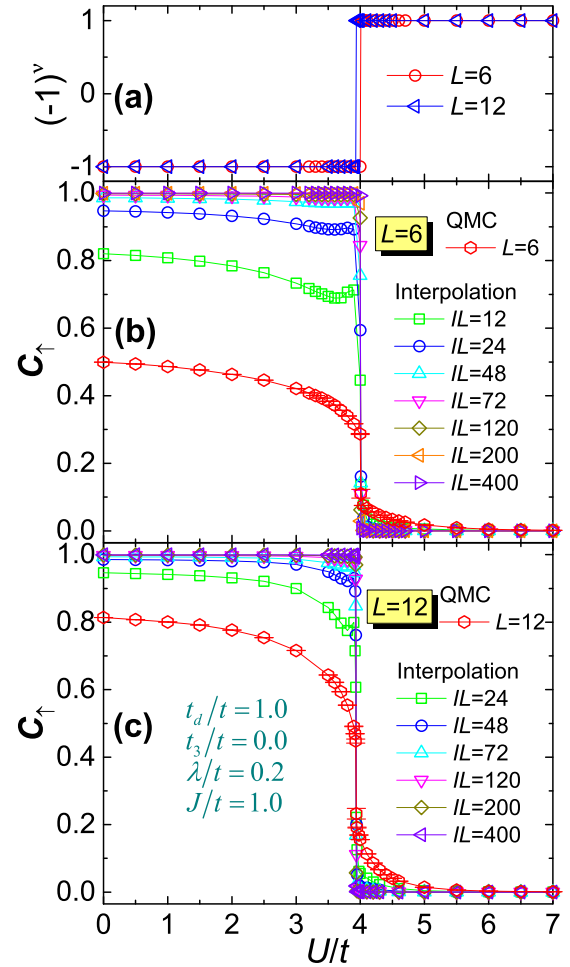 1
0
-1
(-1)^ν
(a)
L=6
L=12
1.0
0.8
0.6
0.4
0.2
0.0
C↑
(b)
L=6
QMC
L=6
Interpolation
IL=12
IL=24
IL=48
IL=72
IL=120
IL=200
IL=400
1.0
0.8
0.6
0.4
0.2
0.0
C↑
(c)
L=12
QMC
L=12
Interpolation
IL=24
IL=48
IL=72
IL=120
IL=200
IL=400
t_d/t=1.0
t_3/t=0.0
λ/t=0.2
J/t=1.0
0 1 2 3 4 5 6 7
U/t